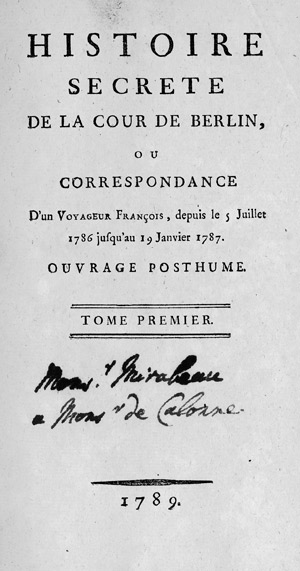 HISTOIRE
SECRETE
DE LA COUR DE BERLIN,
OU
CORRESPONDANCE
D'un VOYAGEUR FRANÇOIS, depuis le 5 Juillet
1786 jusqu'au 19 Janvier 1787.
OUVRAGE POSTHUME.
TOME PREMIER.
Mons.r Mirabeau
a Monsr de Calonne.
1789.